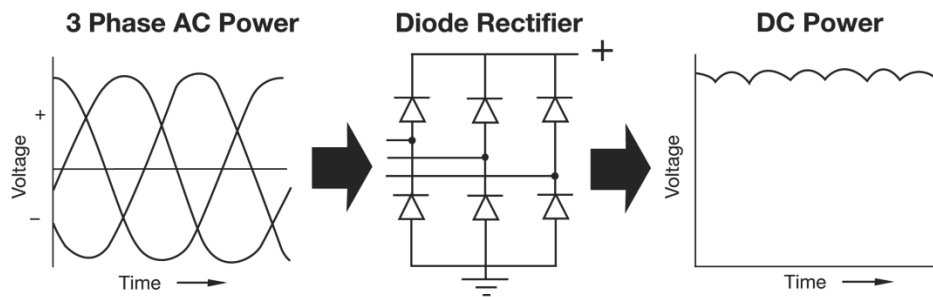 3 Phase AC Power
Diode Rectifier
DC Power
+
+
Voltage
Voltage
−
−
Time
Time